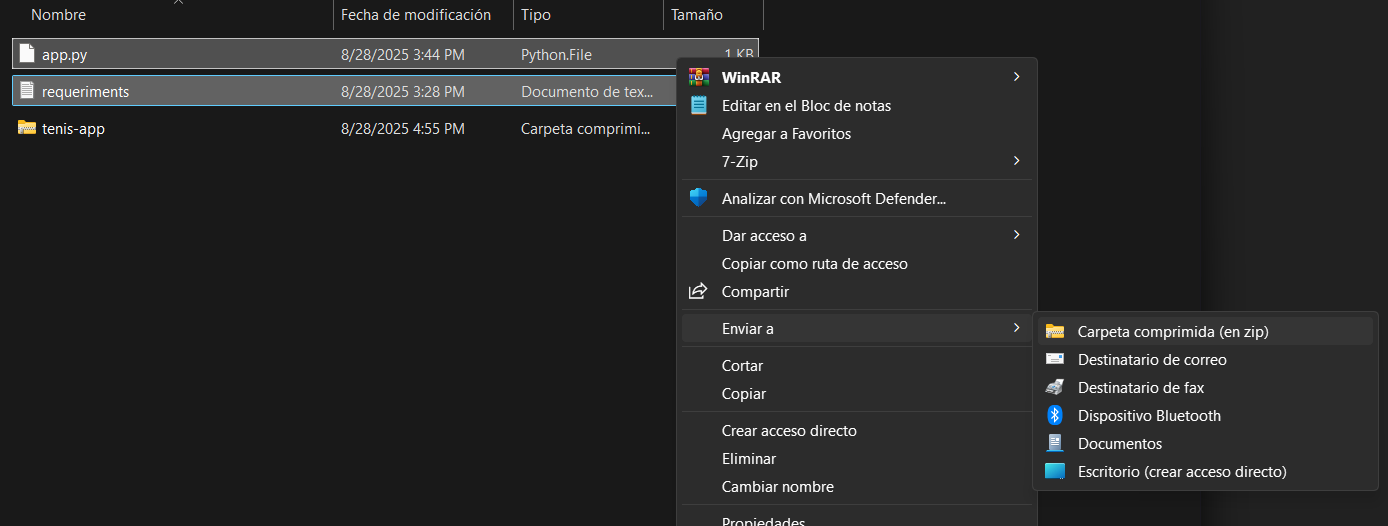 Nombre Fecha de modificación Tipo Tamaño
app.py 8/28/2025 3:44 PM Python.File 1 KB
requeriments 8/28/2025 3:28 PM Documento de tex...
tenis-app 8/28/2025 4:55 PM Carpeta comprimi...
WinRAR
Editar en el Bloc de notas
Agregar a Favoritos
7-Zip
Analizar con Microsoft Defender...
Dar acceso a
Copiar como ruta de acceso
Compartir
Enviar a
Cortar
Copiar
Crear acceso directo
Eliminar
Cambiar nombre
Propiedades
Carpeta comprimida (en zip)
Destinatario de correo
Destinatario de fax
Dispositivo Bluetooth
Documentos
Escritorio (crear acceso directo)